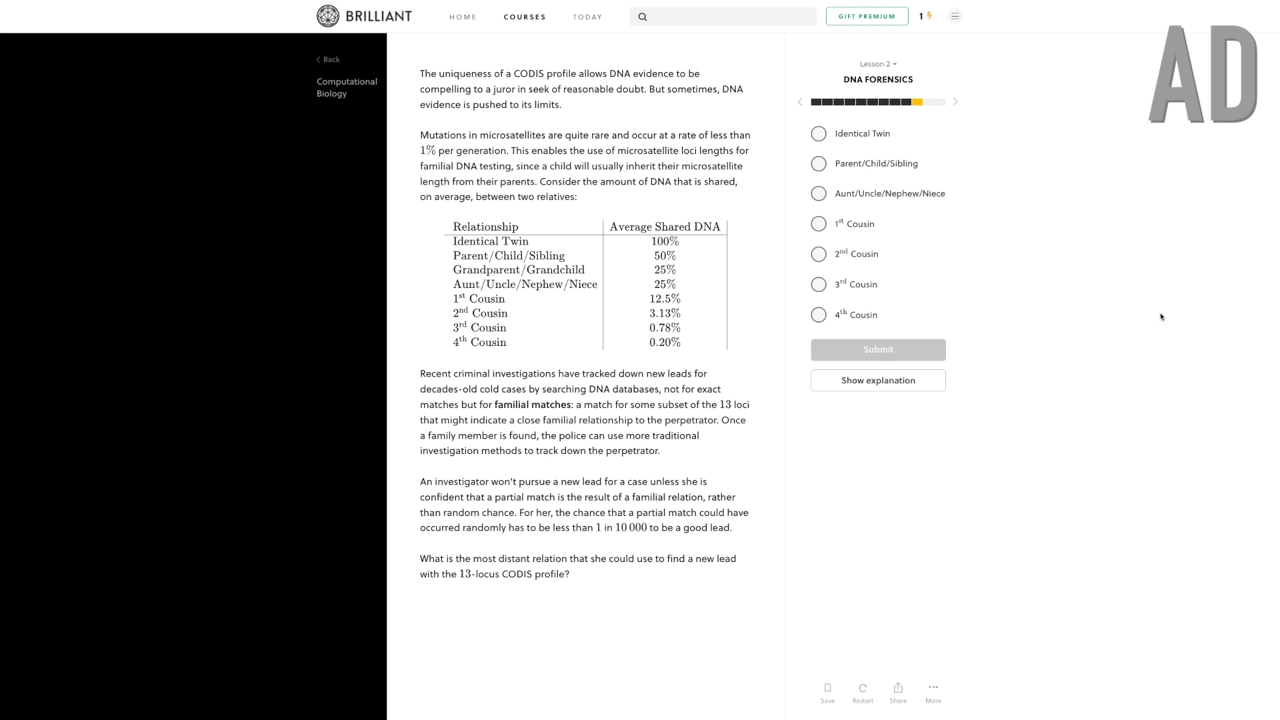 BRILLIANT
HOME
COURSES
TODAY
GIFT PREMIUM
1
AD
Back
Computational
Biology
The uniqueness of a CODIS profile allows DNA evidence to be
compelling to a juror in seek of reasonable doubt. But sometimes, DNA
evidence is pushed to its limits.
Mutations in microsatellites are quite rare and occur at a rate of less than
1% per generation. This enables the use of microsatellite loci lengths for
familial DNA testing, since a child will usually inherit their microsatellite
length from their parents. Consider the amount of DNA that is shared,
on average, between two relatives:
Relationship Average Shared DNA
Identical Twin 100%
Parent/Child/Sibling 50%
Grandparent/Grandchild 25%
Aunt/Uncle/Nephew/Niece 25%
1st Cousin 12.5%
2nd Cousin 3.13%
3rd Cousin 0.78%
4th Cousin 0.20%
Recent criminal investigations have tracked down new leads for
decades-old cold cases by searching DNA databases, not for exact
matches but for familial matches: a match for some subset of the 13 loci
that might indicate a close familial relationship to the perpetrator. Once
a family member is found, the police can use more traditional
investigation methods to track down the perpetrator.
An investigator won't pursue a new lead for a case unless she is
confident that a partial match is the result of a familial relation, rather
than random chance. For her, the chance that a partial match could have
occurred randomly has to be less than 1 in 10 000 to be a good lead.
What is the most distant relation that she could use to find a new lead
with the 13-locus CODIS profile?
Lesson 2
DNA FORENSICS
Identical Twin
Parent/Child/Sibling
Aunt/Uncle/Nephew/Niece
1st Cousin
2nd Cousin
3rd Cousin
4th Cousin
Submit
Show explanation
Save
Restart
Share
More